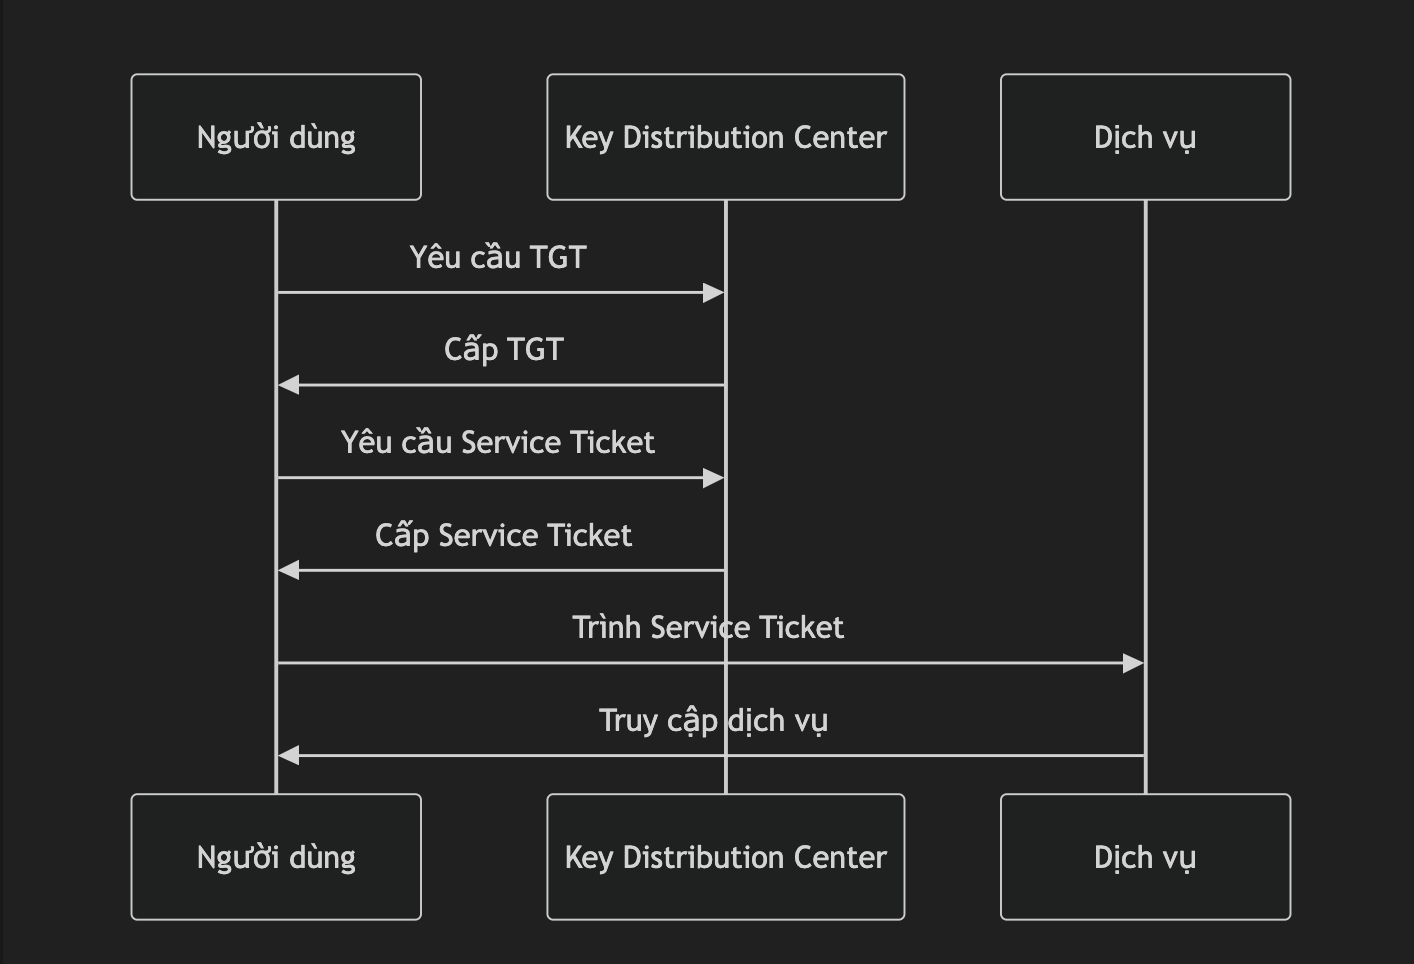 Người dùng
Key Distribution Center
Dịch vụ
Yêu cầu TGT
Cấp TGT
Yêu cầu Service Ticket
Cấp Service Ticket
Trình Service Ticket
Truy cập dịch vụ
Người dùng
Key Distribution Center
Dịch vụ